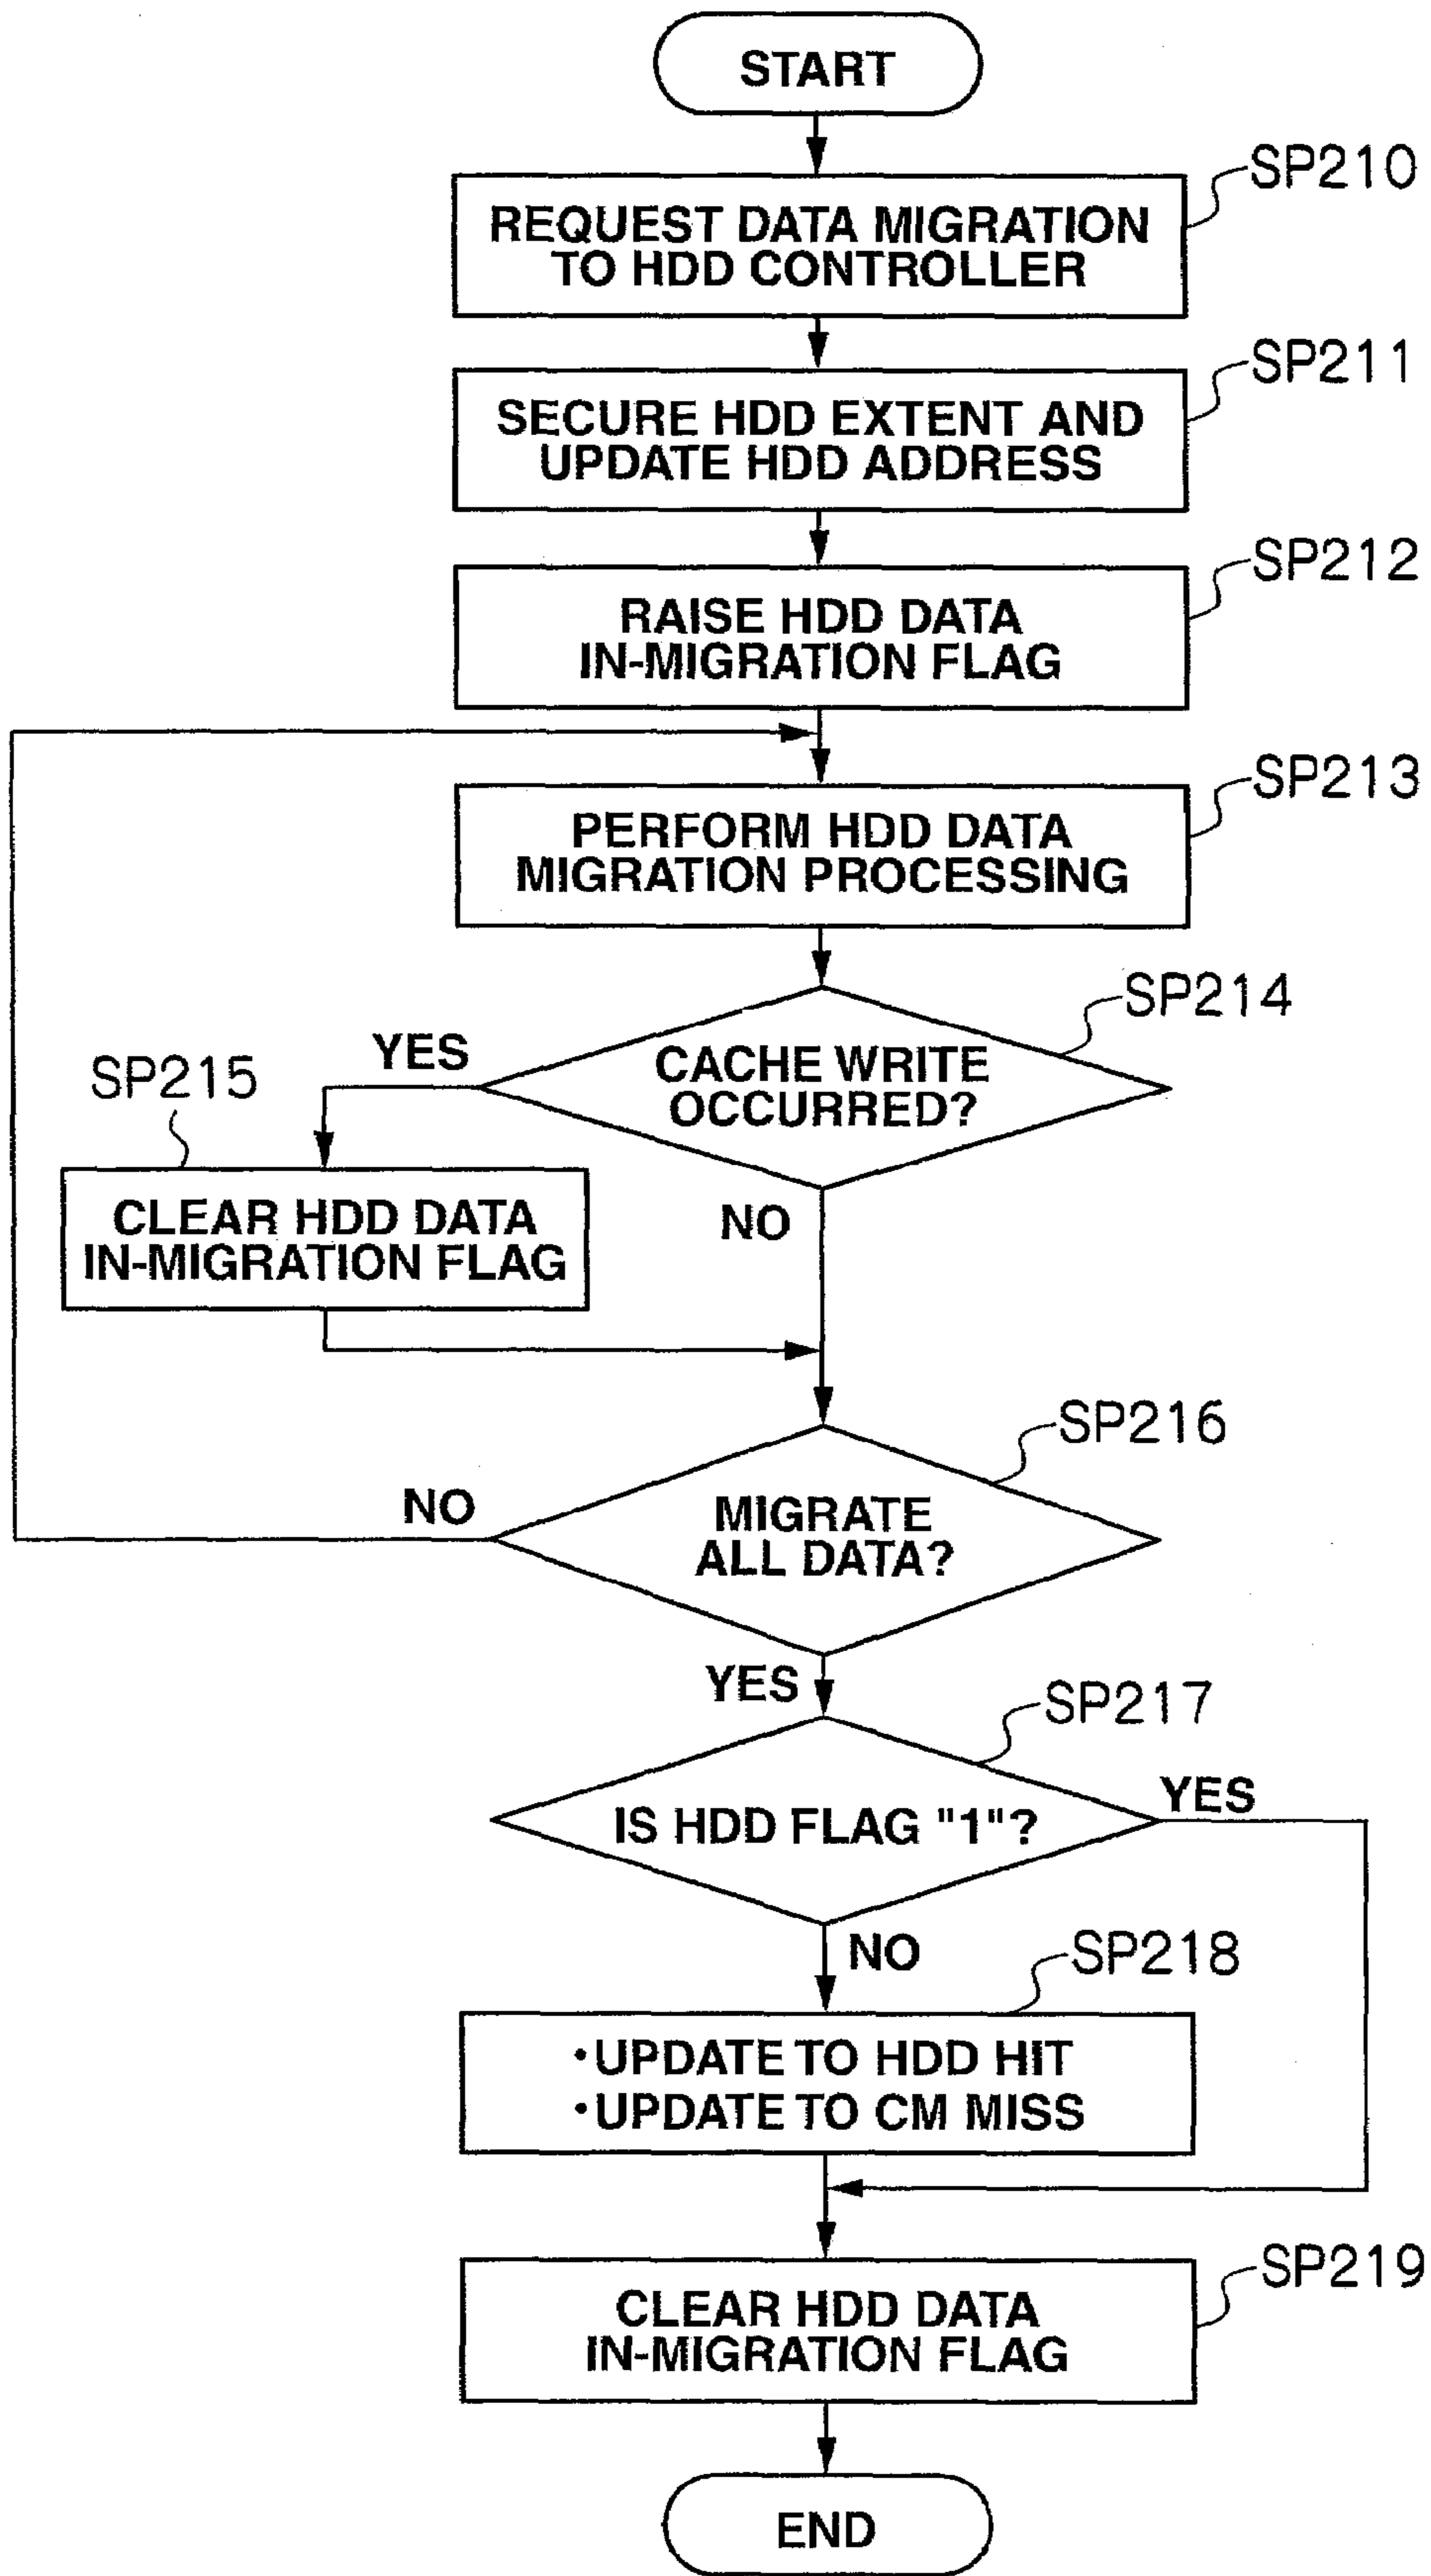 START
SP210
REQUEST DATA MIGRATION
TO HDD CONTROLLER
SP211
SECURE HDD EXTENT AND
UPDATE HDD ADDRESS
SP212
RAISE HDD DATA
IN-MIGRATION FLAG
SP213
PERFORM HDD DATA
MIGRATION PROCESSING
SP214
YES
CACHE WRITE
OCCURRED?
SP215
NO
CLEAR HDD DATA
IN-MIGRATION FLAG
SP216
NO
MIGRATE
ALL DATA?
YES
SP217
YES
IS HDD FLAG "1"?
NO
SP218
•UPDATE TO HDD HIT
•UPDATE TO CM MISS
SP219
CLEAR HDD DATA
IN-MIGRATION FLAG
END